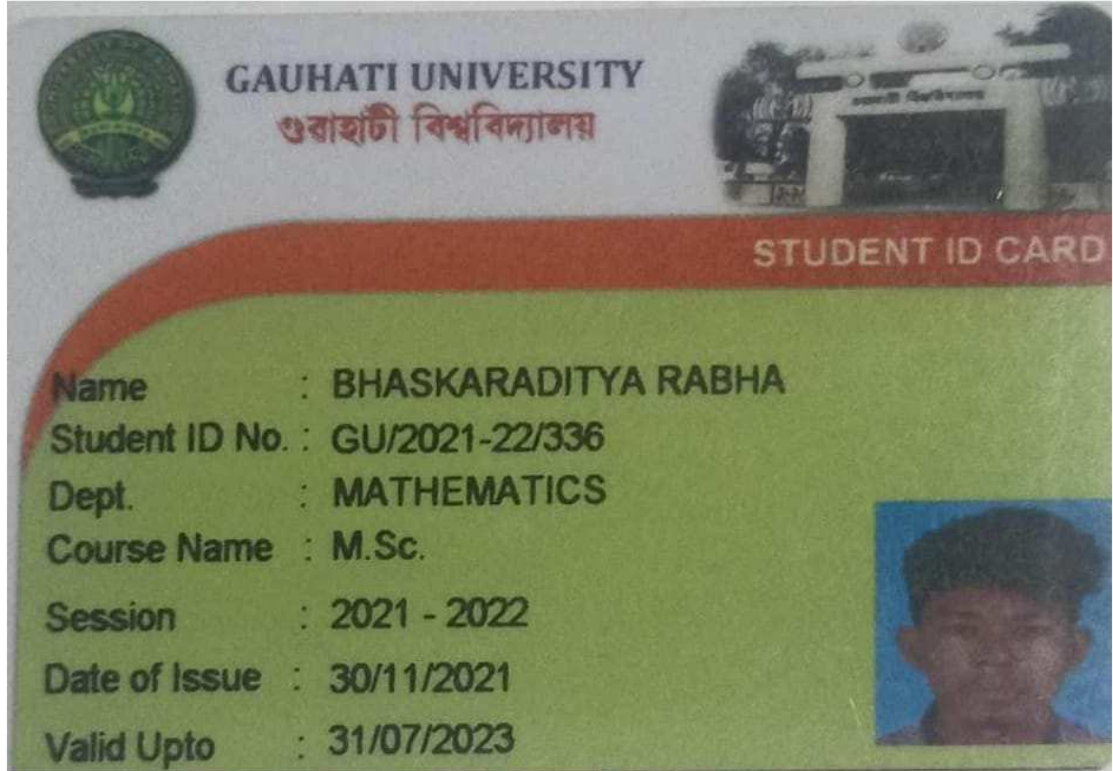 GAUHATI UNIVERSITY
গুৱাহাটী বিশ্ববিদ্যালয়
STUDENT ID CARD
Name : BHASKARADITYA RABHA
Student ID No. : GU/2021-22/336
Dept. : MATHEMATICS
Course Name : M.Sc.
Session : 2021 - 2022
Date of Issue : 30/11/2021
Valid Upto : 31/07/2023